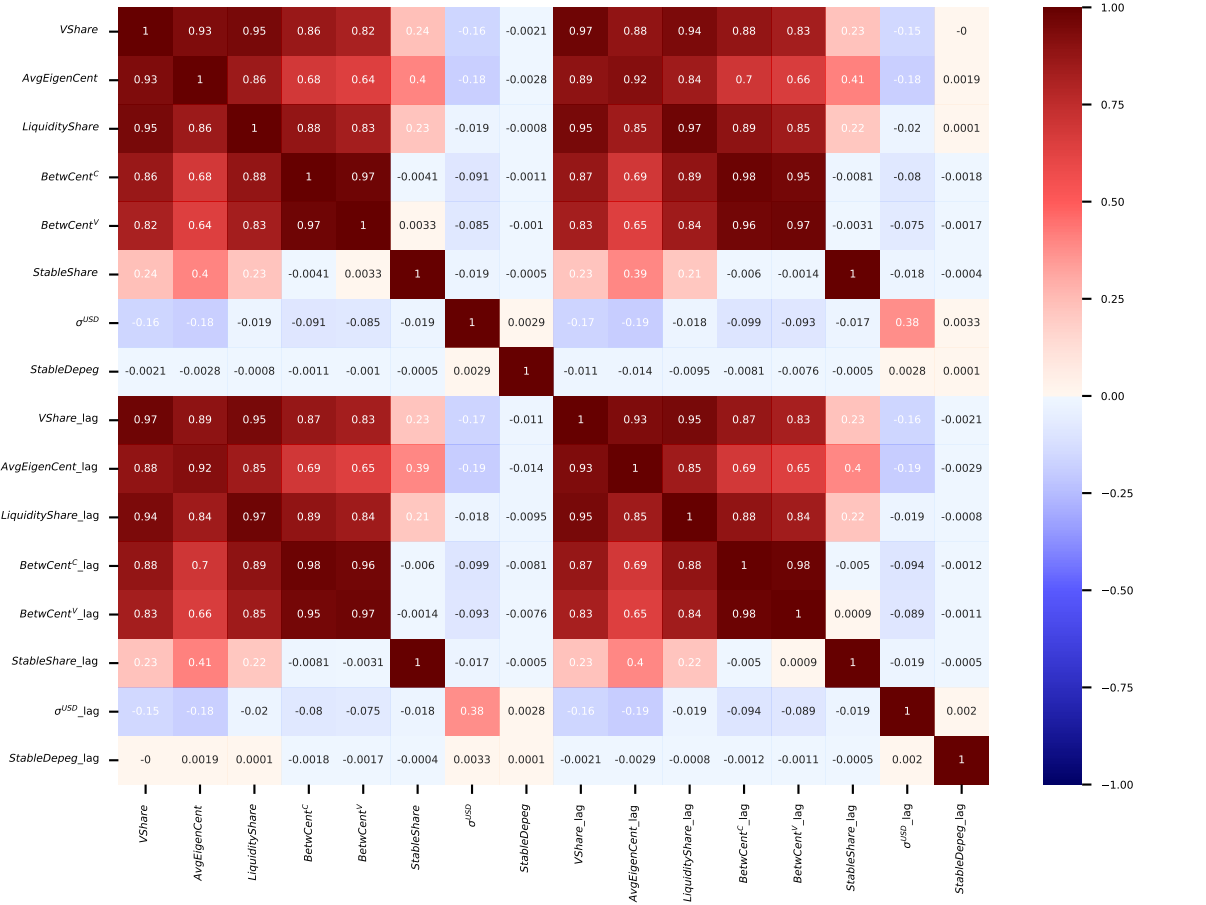 VShare 1 0.93 0.95 0.86 0.82 0.24 -0.16 -0.0021 0.97 0.88 0.94 0.88 0.83 0.23 -0.15 -0
AvgEigenCent 0.93 1 0.86 0.68 0.64 0.4 -0.18 -0.0028 0.89 0.92 0.84 0.7 0.66 0.41 -0.18 0.0019
LiquidityShare 0.95 0.86 1 0.88 0.83 0.23 -0.019 -0.0008 0.95 0.85 0.97 0.89 0.85 0.22 -0.02 0.0001
BetwCent^C 0.86 0.68 0.88 1 0.97 -0.0041 -0.091 -0.0011 0.87 0.69 0.89 0.98 0.95 -0.0081 -0.08 -0.0018
BetwCent^V 0.82 0.64 0.83 0.97 1 0.0033 -0.085 -0.001 0.83 0.65 0.84 0.96 0.97 -0.0031 -0.075 -0.0017
StableShare 0.24 0.4 0.23 -0.0041 0.0033 1 -0.019 -0.0005 0.23 0.39 0.21 -0.006 -0.0014 1 -0.018 -0.0004
σ^USD -0.16 -0.18 -0.019 -0.091 -0.085 -0.019 1 0.0029 -0.17 -0.19 -0.018 -0.099 -0.093 -0.017 0.38 0.0033
StableDepeg -0.0021 -0.0028 -0.0008 -0.0011 -0.001 -0.0005 0.0029 1 -0.011 -0.014 -0.0095 -0.0081 -0.0076 -0.0005 0.0028 0.0001
VShare_lag 0.97 0.89 0.95 0.87 0.83 0.23 -0.17 -0.011 1 0.93 0.95 0.87 0.83 0.23 -0.16 -0.0021
AvgEigenCent_lag 0.88 0.92 0.85 0.69 0.65 0.39 -0.19 -0.014 0.93 1 0.85 0.69 0.65 0.4 -0.19 -0.0029
LiquidityShare_lag 0.94 0.84 0.97 0.89 0.84 0.21 -0.018 -0.0095 0.95 0.85 1 0.88 0.84 0.22 -0.019 -0.0008
BetwCent^C_lag 0.88 0.7 0.89 0.98 0.96 -0.006 -0.099 -0.0081 0.87 0.69 0.88 1 0.98 -0.005 -0.094 -0.0012
BetwCent^V_lag 0.83 0.66 0.85 0.95 0.97 -0.0014 -0.093 -0.0076 0.83 0.65 0.84 0.98 1 0.0009 -0.089 -0.0011
StableShare_lag 0.23 0.41 0.22 -0.0081 -0.0031 1 -0.017 -0.0005 0.23 0.4 0.22 -0.005 0.0009 1 -0.019 -0.0005
σ^USD_lag -0.15 -0.18 -0.02 -0.08 -0.075 -0.018 0.38 0.0028 -0.16 -0.19 -0.019 -0.094 -0.089 -0.019 1 0.002
StableDepeg_lag -0 0.0019 0.0001 -0.0018 -0.0017 -0.0004 0.0033 0.0001 -0.0021 -0.0029 -0.0008 -0.0012 -0.0011 -0.0005 0.002 1
VShare
AvgEigenCent
LiquidityShare
BetwCent^C
BetwCent^V
StableShare
σ^USD
StableDepeg
VShare_lag
AvgEigenCent_lag
LiquidityShare_lag
BetwCent^C_lag
BetwCent^V_lag
StableShare_lag
σ^USD_lag
StableDepeg_lag
1.00
0.75
0.50
0.25
0.00
−0.25
−0.50
−0.75
−1.00